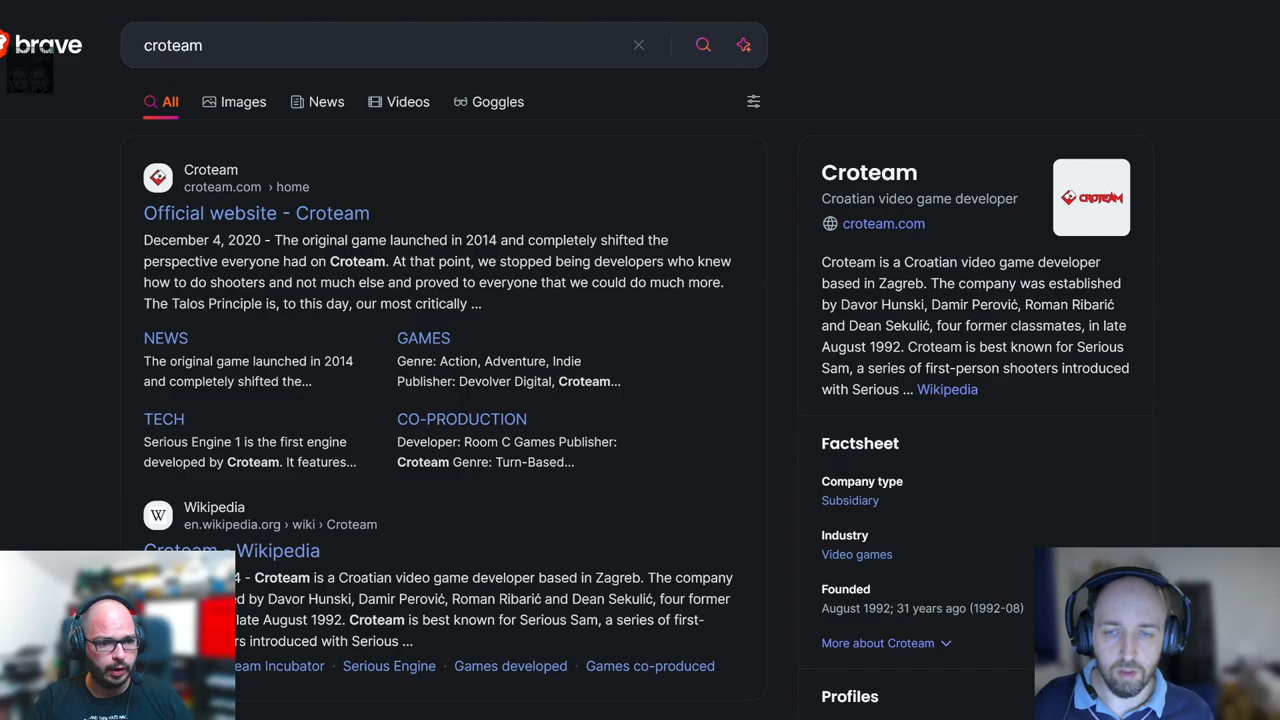 brave
croteam
All
Images
News
Videos
Goggles
Croteam
croteam.com › home
Official website - Croteam
December 4, 2020 - The original game launched in 2014 and completely shifted the
perspective everyone had on Croteam. At that point, we stopped being developers who knew
how to do shooters and not much else and proved to everyone that we could do much more.
The Talos Principle is, to this day, our most critically ...
NEWS
The original game launched in 2014
and completely shifted the...
GAMES
Genre: Action, Adventure, Indie
Publisher: Devolver Digital, Croteam...
TECH
Serious Engine 1 is the first engine
developed by Croteam. It features...
CO-PRODUCTION
Developer: Room C Games Publisher:
Croteam Genre: Turn-Based...
W
Wikipedia
en.wikipedia.org › wiki › Croteam
Croteam - Wikipedia
4 - Croteam is a Croatian video game developer based in Zagreb. The company
d by Davor Hunski, Damir Perović, Roman Ribarić and Dean Sekulić, four former
late August 1992. Croteam is best known for Serious Sam, a series of first-
rs introduced with Serious ...
eam Incubator · Serious Engine · Games developed · Games co-produced
Croteam
Croatian video game developer
croteam.com
CROTEAM
Croteam is a Croatian video game developer
based in Zagreb. The company was established
by Davor Hunski, Damir Perović, Roman Ribarić
and Dean Sekulić, four former classmates, in late
August 1992. Croteam is best known for Serious
Sam, a series of first-person shooters introduced
with Serious ... Wikipedia
Factsheet
Company type
Subsidiary
Industry
Video games
Founded
August 1992; 31 years ago (1992-08)
More about Croteam
Profiles